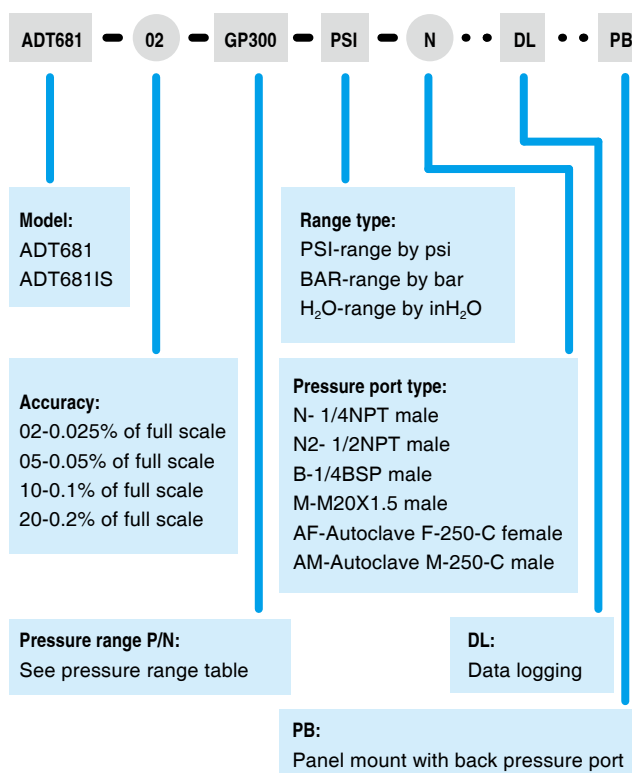 ADT681 - 02 - GP300 - PSI - N •• DL •• PB
Model:
ADT681
ADT681IS
Range type:
PSI-range by psi
BAR-range by bar
H₂O-range by inH₂O
Accuracy:
02-0.025% of full scale
05-0.05% of full scale
10-0.1% of full scale
20-0.2% of full scale
Pressure port type:
N- 1/4NPT male
N2- 1/2NPT male
B-1/4BSP male
M-M20X1.5 male
AF-Autoclave F-250-C female
AM-Autoclave M-250-C male
Pressure range P/N:
See pressure range table
DL:
Data logging
PB:
Panel mount with back pressure port